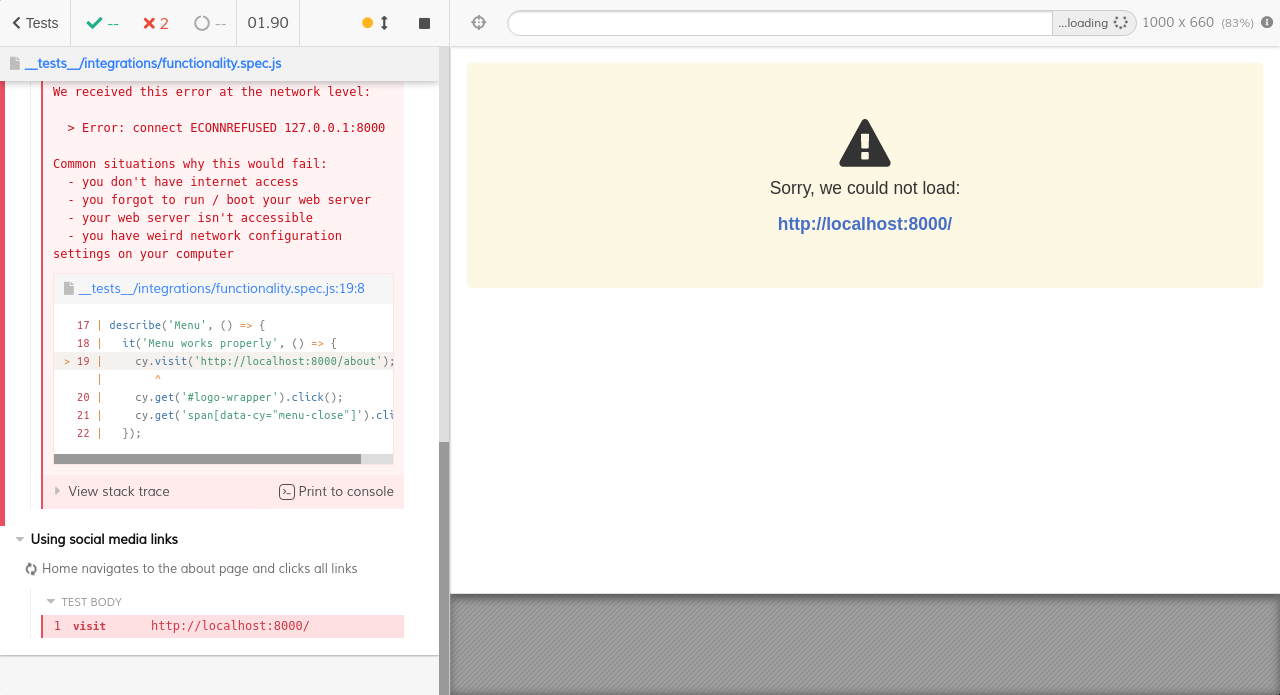 Tests
--
2
--
01.90
...loading
1000 x 660 (83%)
__tests__/integrations/functionality.spec.js
We received this error at the network level:
> Error: connect ECONNREFUSED 127.0.0.1:8000
Common situations why this would fail:
- you don't have internet access
- you forgot to run / boot your web server
- your web server isn't accessible
- you have weird network configuration
settings on your computer
__tests__/integrations/functionality.spec.js:19:8
17 | describe('Menu', () => {
18 |   it('Menu works properly', () => {
> 19 |     cy.visit('http://localhost:8000/about');
|        ^
20 |     cy.get('#logo-wrapper').click();
21 |     cy.get('span[data-cy="menu-close"]').cli
22 |   });
View stack trace
Print to console
Using social media links
Home navigates to the about page and clicks all links
TEST BODY
1 visit http://localhost:8000/
Sorry, we could not load:
http://localhost:8000/